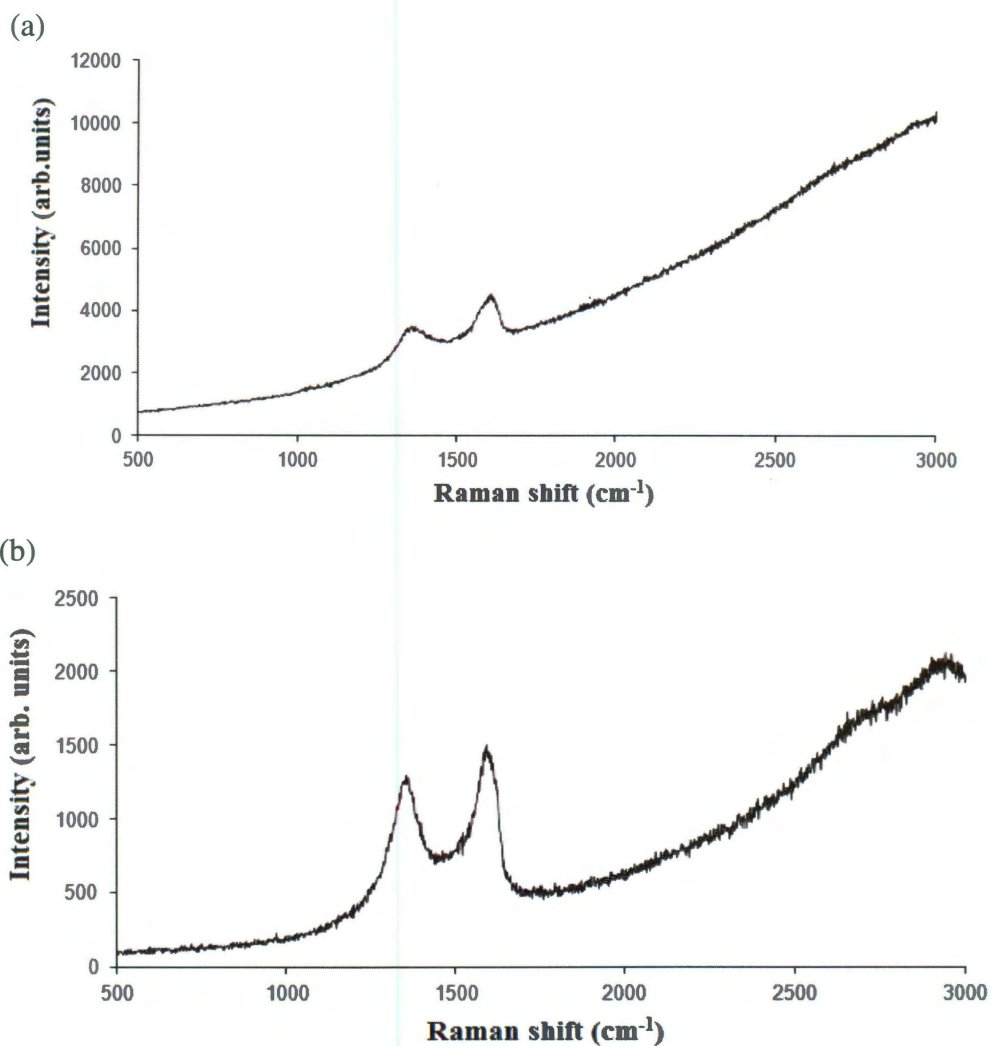 (a)
12000
10000
8000
6000
4000
2000
0
Intensity (arb.units)
500 1000 1500 2000 2500 3000
Raman shift (cm⁻¹)
(b)
2500
2000
1500
1000
500
0
Intensity (arb. units)
500 1000 1500 2000 2500 3000
Raman shift (cm⁻¹)